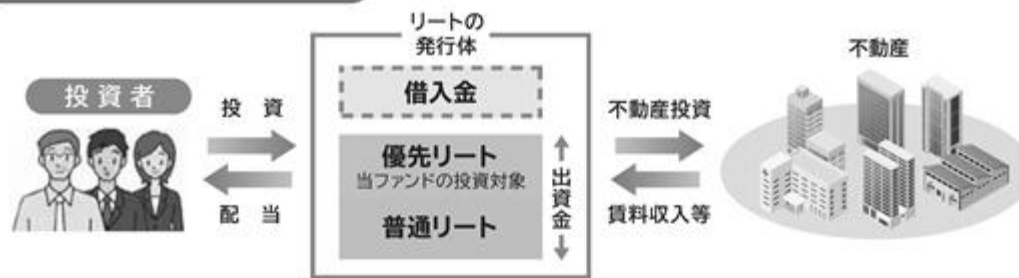 リートの
発行体
不動産
投資者
投資
借入金
不動産投資
優先リート
当ファンドの投資対象
出資金
配当
普通リート
賃料収入等